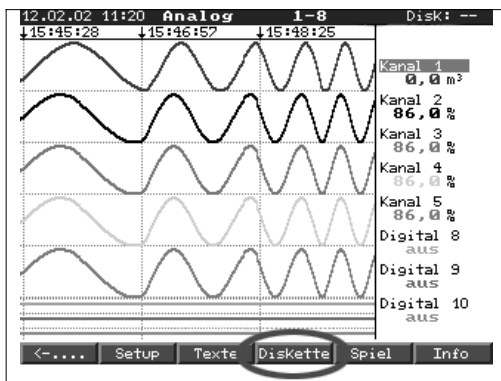 12.02.02 11:20 Analog 1-8 Disk: --
↓15:45:28 ↓15:46:57 ↓15:48:25
Kanal 1
0,0 m³
Kanal 2
86,0 %
Kanal 3
86,0 %
Kanal 4
86,0 %
Kanal 5
86,0 %
Digital 8
aus
Digital 9
aus
Digital 10
aus
<-.... Setup Texte Diskette Spiel Info